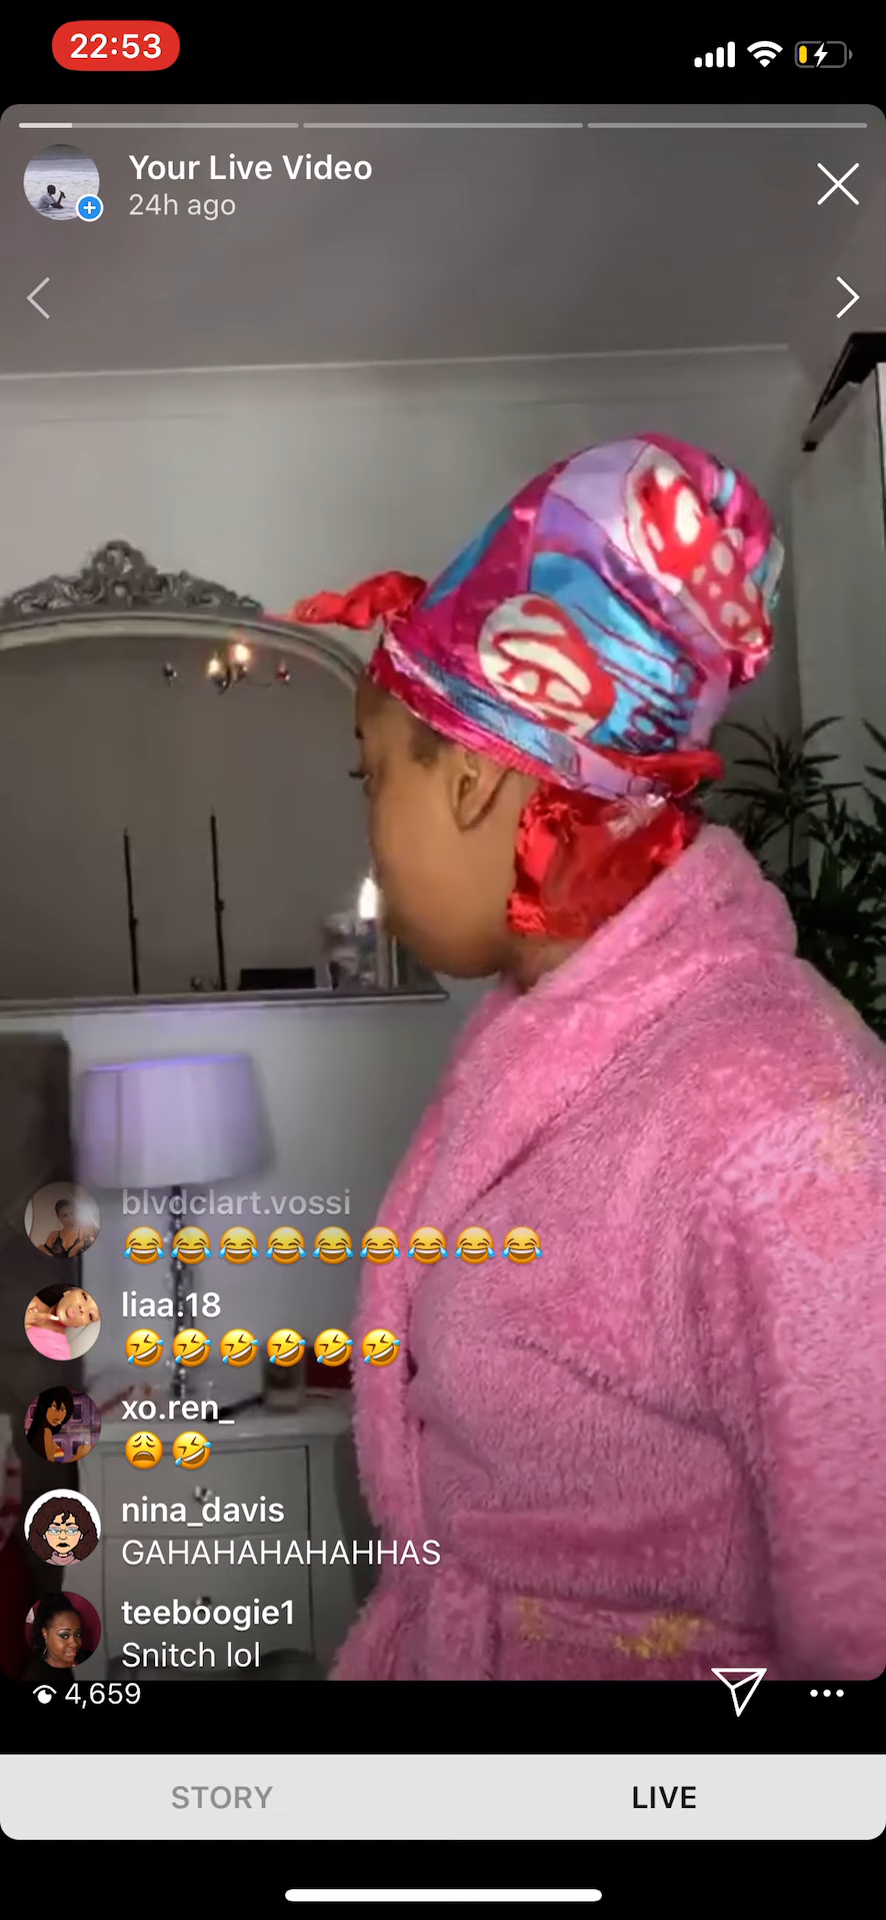 22:53
Your Live Video
24h ago
blvdclart.vossi
😂😂😂😂😂😂😂😂😂
liaa.18
🤣🤣🤣🤣🤣🤣
xo.ren_
😩🤣
nina_davis
GAHAHAHAHAHHAS
teeboogie1
Snitch lol
4,659
STORY
LIVE